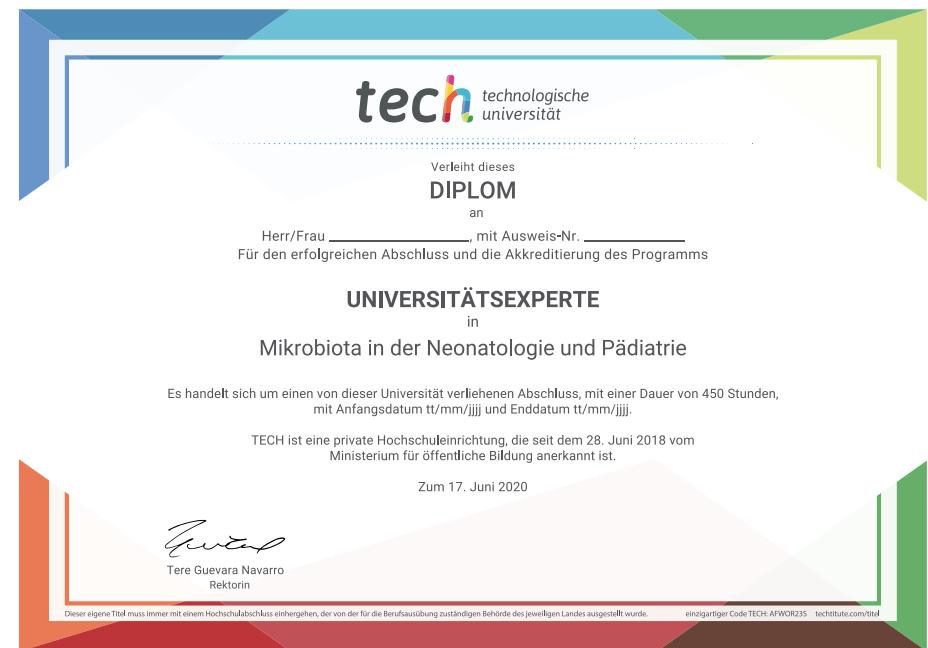 tech technologische
universität
Verleiht dieses
DIPLOM
an
Herr/Frau ____________________, mit Ausweis-Nr. ______________
Für den erfolgreichen Abschluss und die Akkreditierung des Programms
UNIVERSITÄTSEXPERTE
in
Mikrobiota in der Neonatologie und Pädiatrie
Es handelt sich um einen von dieser Universität verliehenen Abschluss, mit einer Dauer von 450 Stunden,
mit Anfangsdatum tt/mm/jjjj und Enddatum tt/mm/jjjj.
TECH ist eine private Hochschuleinrichtung, die seit dem 28. Juni 2018 vom
Ministerium für öffentliche Bildung anerkannt ist.
Zum 17. Juni 2020
Tere Guevara Navarro
Rektorin
Dieser eigene Titel muss immer mit einem Hochschulabschluss einhergehen, der von der für die Berufsausübung zuständigen Behörde des jeweiligen Landes ausgestellt wurde. einzigartiger Code TECH: AFWOR23S techtitute.com/titel